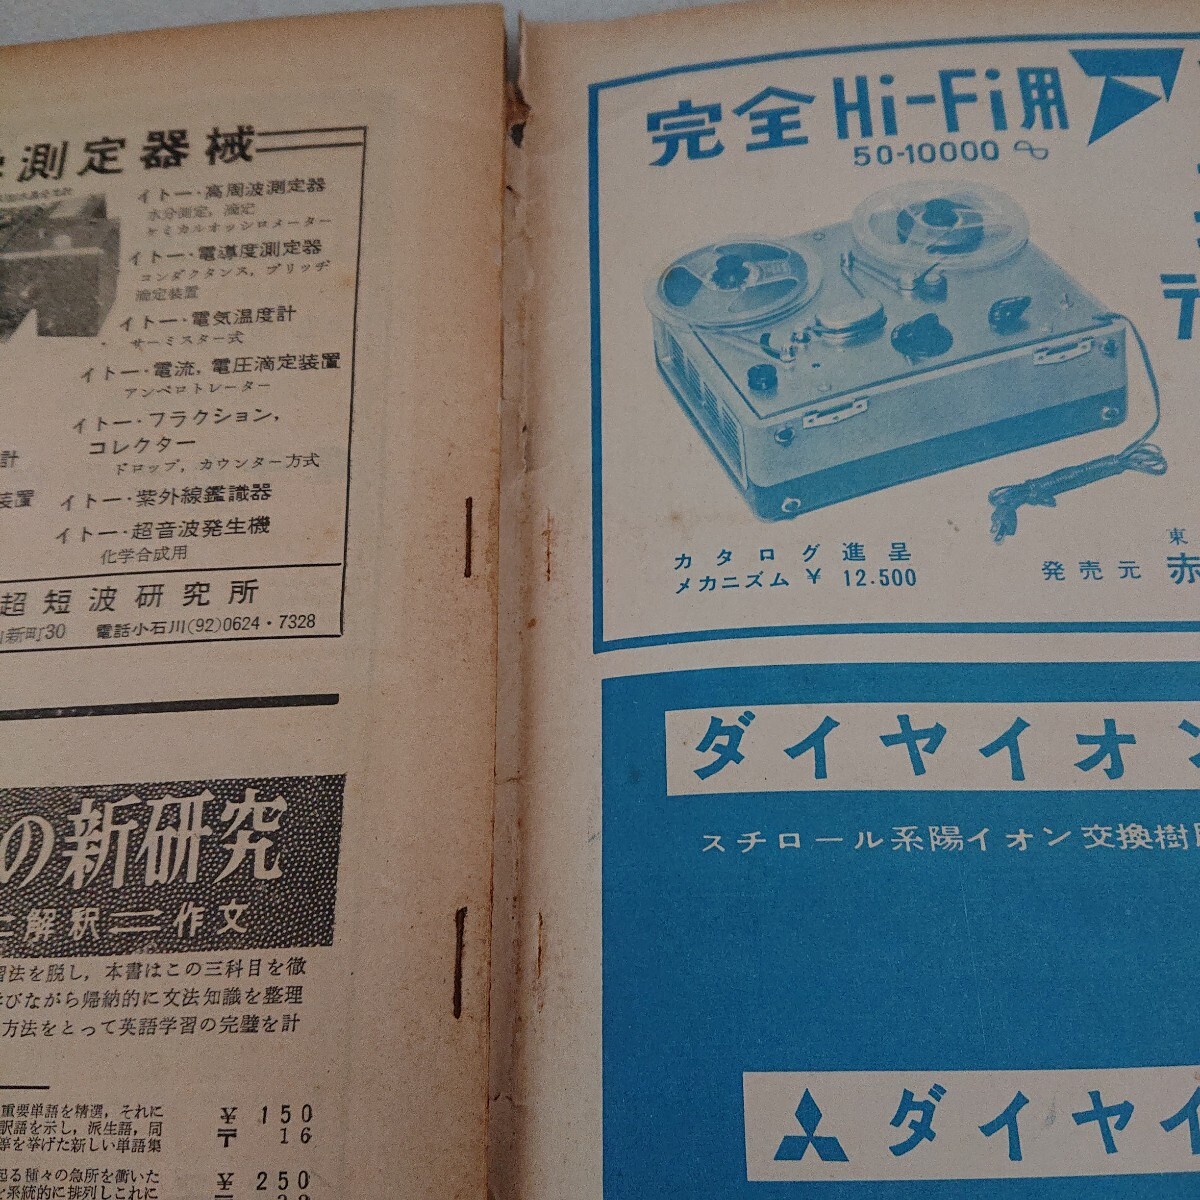 測定器械
イトー・高周波測定器
水分測定, 滴定
ケミカルオッシロメーター
イトー・電導度測定器
コンダクタンス, ブリッヂ
滴定装置
イトー・電気温度計
サーミスター式
イトー・電流, 電圧滴定装置
アンペロトレーター
イトー・フラクション,
コレクター
ドロップ, カウンター方式
計
装置
イトー・紫外線鑑識器
イトー・超音波発生機
化学合成用
超短波研究所
新町30 電話小石川(92)0624・7328
の新研究
解釈＝作文
習法を脱し, 本書はこの三科目を徹
びながら帰納的に文法知識を整理
方法をとって英語学習の完璧を計
重要単語を精選, それに
訳語を示し, 派生語, 同
等を挙げた新しい単語集
¥ 150
〒 16
起る種々の急所を衝いた
を系統的に排列しこれに
¥ 250
完全Hi-Fi用
50-10000
テ
カタログ進呈
メカニズム ¥ 12.500
東
発売元 赤
ダイヤイオン
スチロール系陽イオン交換樹
ダイヤイ